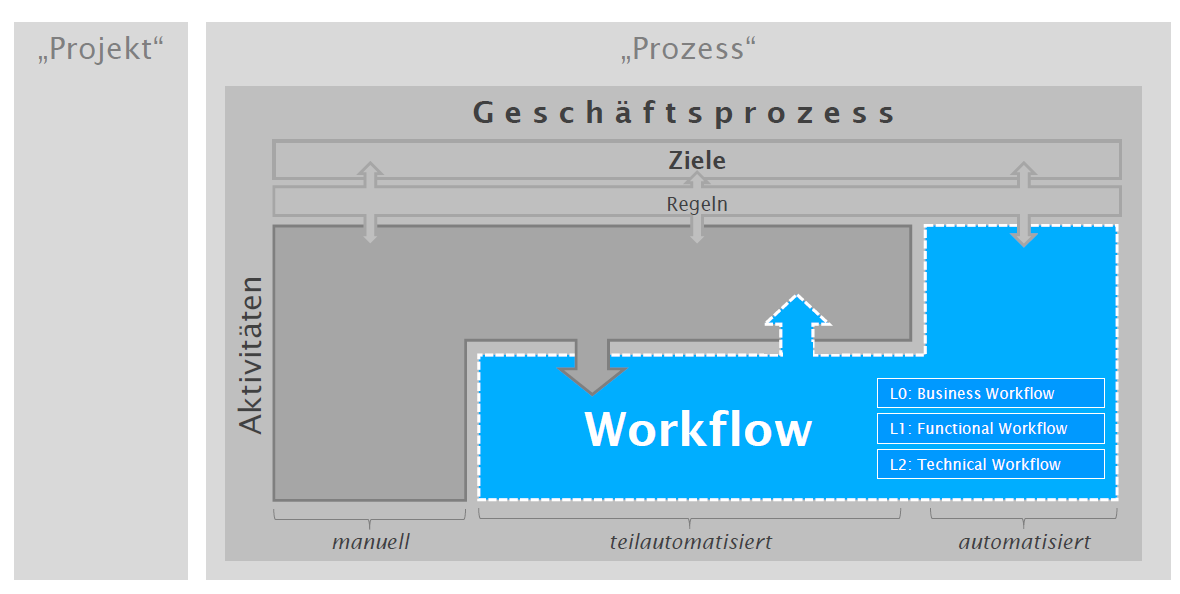 „Projekt“
„Prozess“
Geschäftsprozess
Ziele
Regeln
Aktivitäten
Workflow
L0: Business Workflow
L1: Functional Workflow
L2: Technical Workflow
manuell
teilautomatisiert
automatisiert